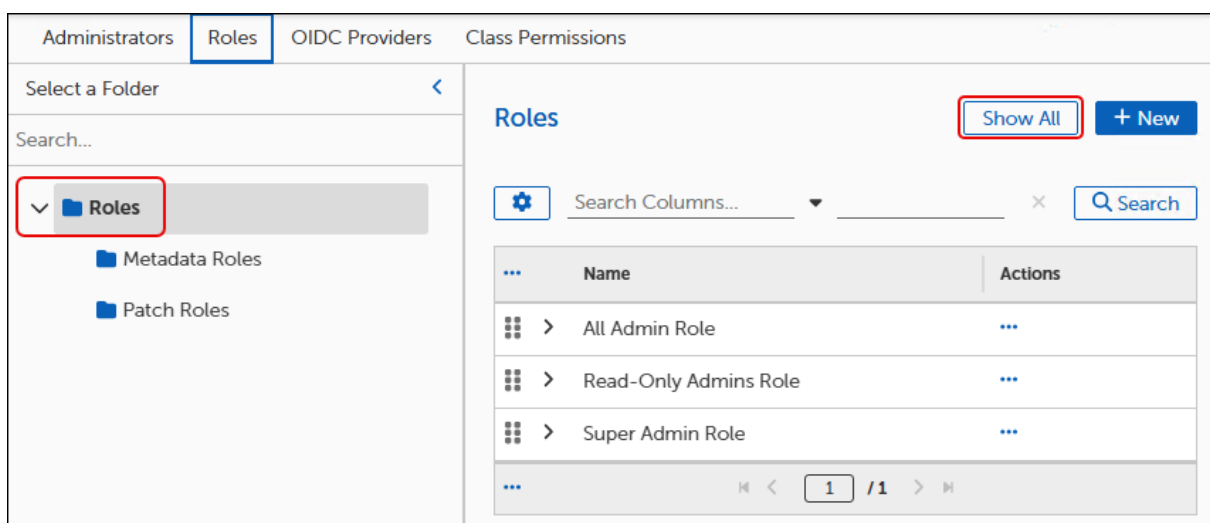 Administrators Roles OIDC Providers Class Permissions
Select a Folder
Search...
Roles
Metadata Roles
Patch Roles
Roles
Show All
+ New
Search Columns...
Search
Name Actions
All Admin Role
Read-Only Admins Role
Super Admin Role
1 / 1